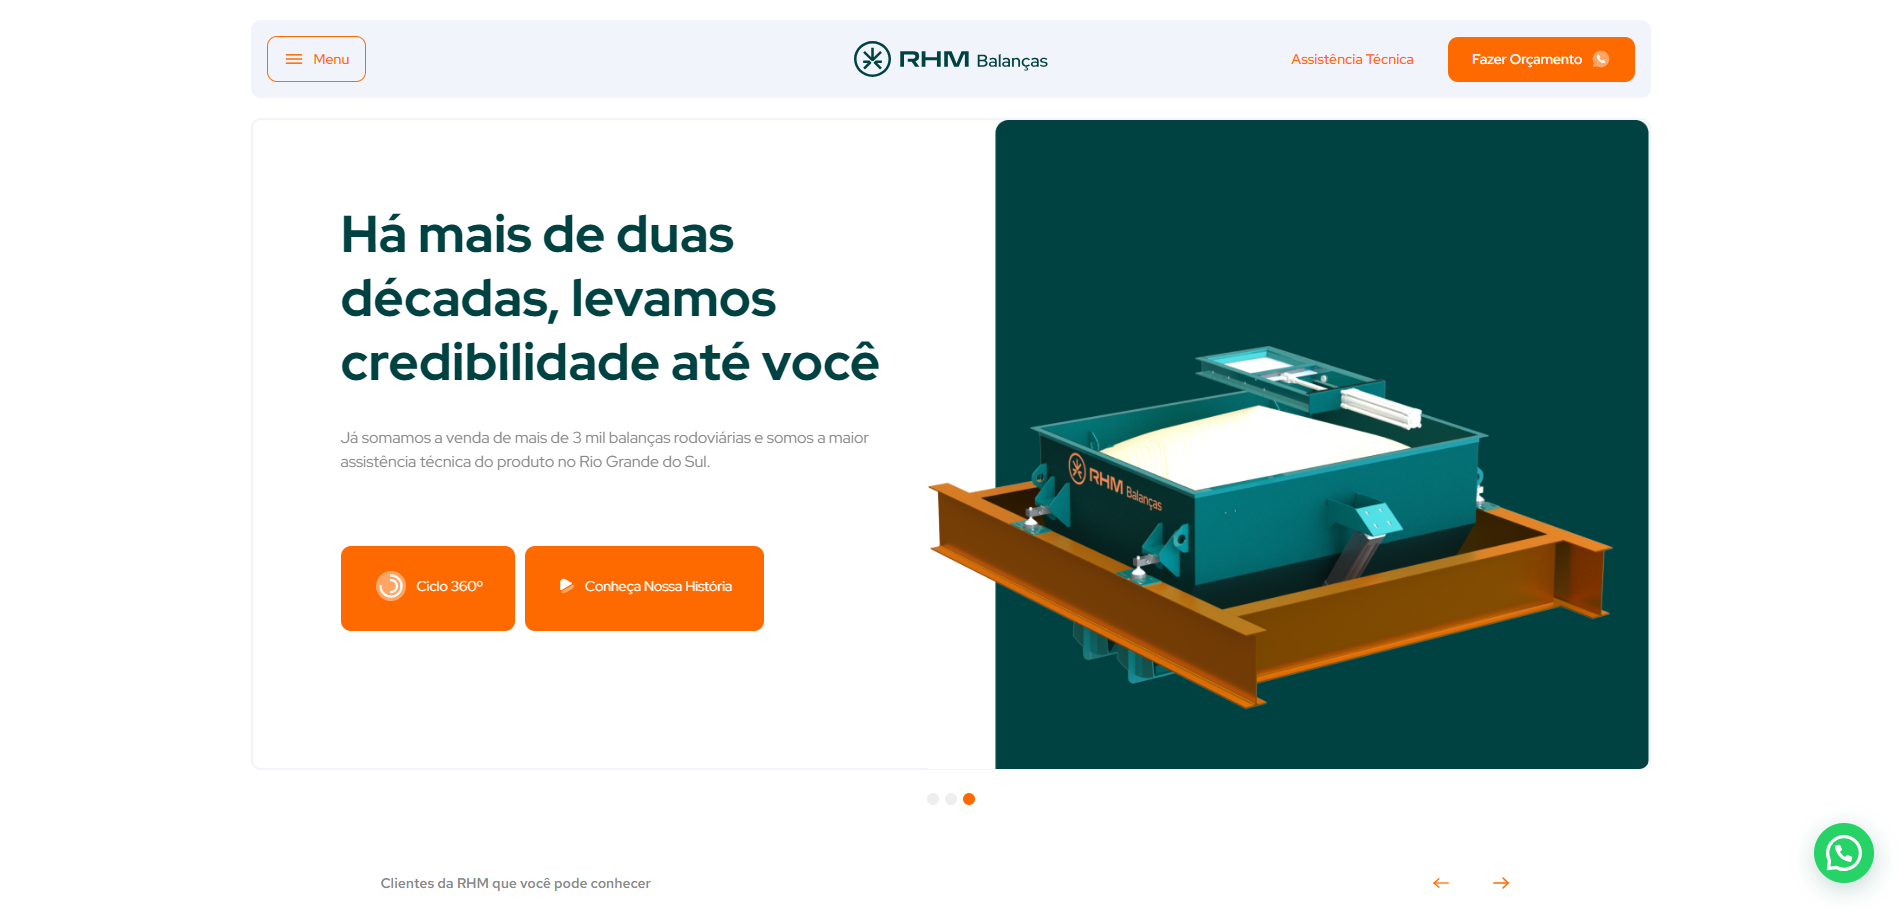 Menu
RHM Balanças
Assistência Técnica
Fazer Orçamento
Há mais de duas
décadas, levamos
credibilidade até você
Já somamos a venda de mais de 3 mil balanças rodoviárias e somos a maior
assistência técnica do produto no Rio Grande do Sul.
Ciclo 360º
Conheça Nossa História
RHM Balanças
Clientes da RHM que você pode conhecer